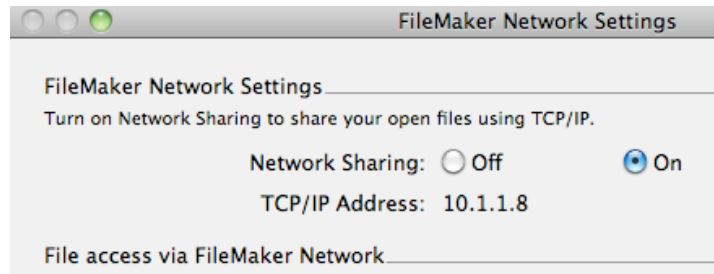 FileMaker Network Settings
FileMaker Network Settings
Turn on Network Sharing to share your open files using TCP/IP.
Network Sharing: Off On
TCP/IP Address: 10.1.1.8
File access via FileMaker Network